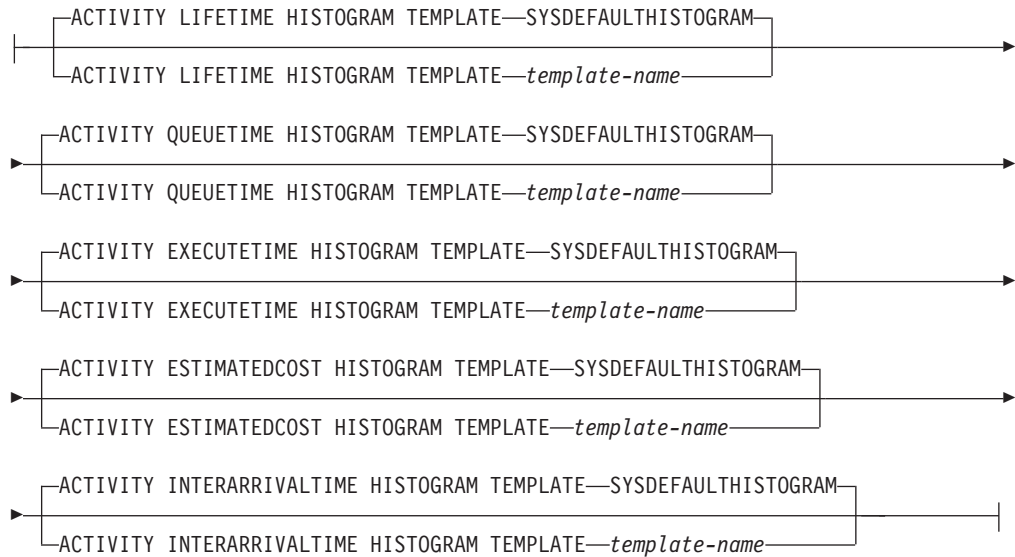 ACTIVITY LIFETIME HISTOGRAM TEMPLATE SYSDEFAULTHISTOGRAM
ACTIVITY LIFETIME HISTOGRAM TEMPLATE template-name
ACTIVITY QUEUETIME HISTOGRAM TEMPLATE SYSDEFAULTHISTOGRAM
ACTIVITY QUEUETIME HISTOGRAM TEMPLATE template-name
ACTIVITY EXECUTETIME HISTOGRAM TEMPLATE SYSDEFAULTHISTOGRAM
ACTIVITY EXECUTETIME HISTOGRAM TEMPLATE template-name
ACTIVITY ESTIMATEDCOST HISTOGRAM TEMPLATE SYSDEFAULTHISTOGRAM
ACTIVITY ESTIMATEDCOST HISTOGRAM TEMPLATE template-name
ACTIVITY INTERARRIVALTIME HISTOGRAM TEMPLATE SYSDEFAULTHISTOGRAM
ACTIVITY INTERARRIVALTIME HISTOGRAM TEMPLATE template-name